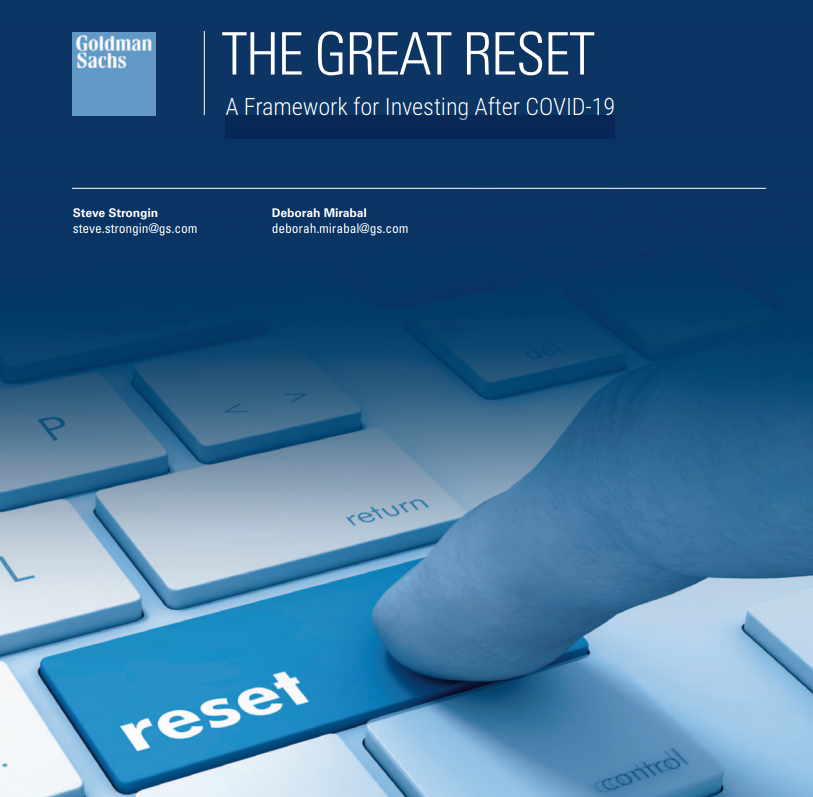 Goldman
Sachs
THE GREAT RESET
A Framework for Investing After COVID-19
Steve Strongin
steve.strongin@gs.com
Deborah Mirabal
deborah.mirabal@gs.com
del
P
< >
return
L
reset
control